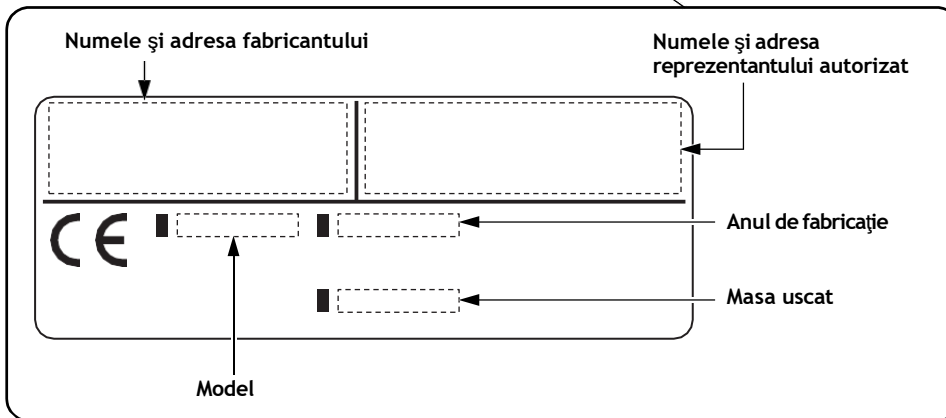 Numele şi adresa fabricantului
Numele şi adresa
reprezentantului autorizat
CE
Anul de fabricaţie
Masa uscat
Model